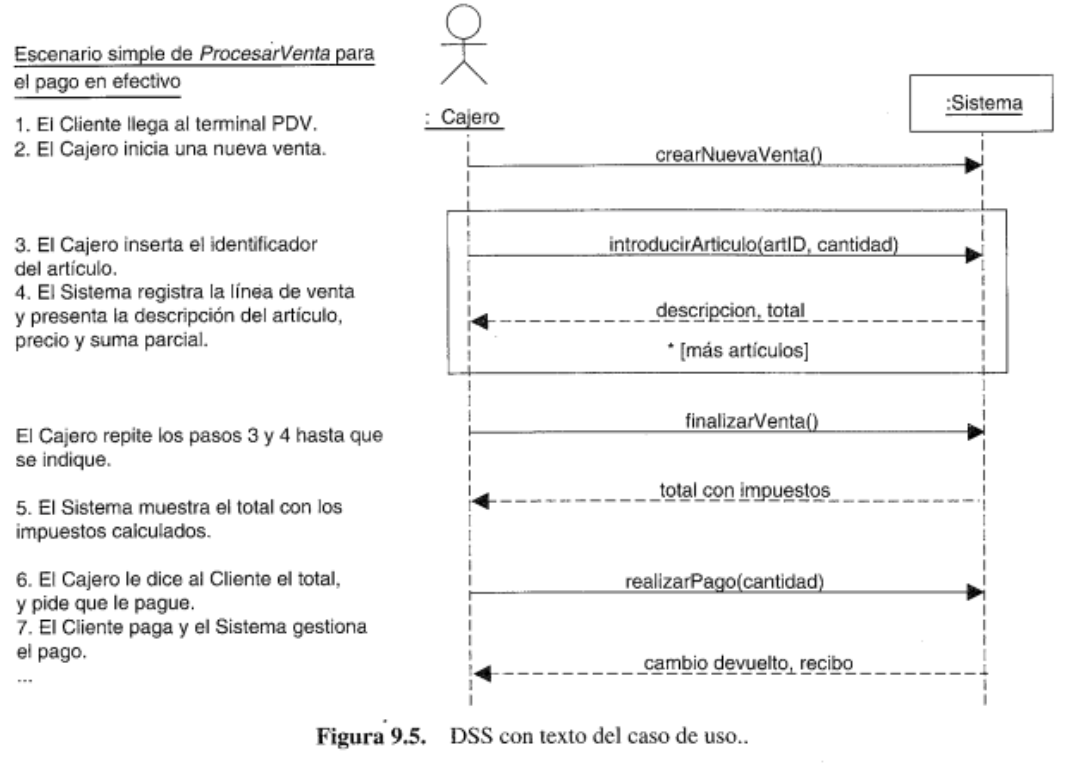 Escenario simple de ProcesarVenta para
el pago en efectivo
1. El Cliente llega al terminal PDV.
2. El Cajero inicia una nueva venta.
3. El Cajero inserta el identificador
del artículo.
4. El Sistema registra la línea de venta
y presenta la descripción del artículo,
precio y suma parcial.
El Cajero repite los pasos 3 y 4 hasta que
se indique.
5. El Sistema muestra el total con los
impuestos calculados.
6. El Cajero le dice al Cliente el total,
y pide que le pague.
7. El Cliente paga y el Sistema gestiona
el pago.
...
: Cajero
:Sistema
crearNuevaVenta()
introducirArticulo(artID, cantidad)
descripcion, total
* [más artículos]
finalizarVenta()
total con impuestos
realizarPago(cantidad)
cambio devuelto, recibo
Figura 9.5. DSS con texto del caso de uso..